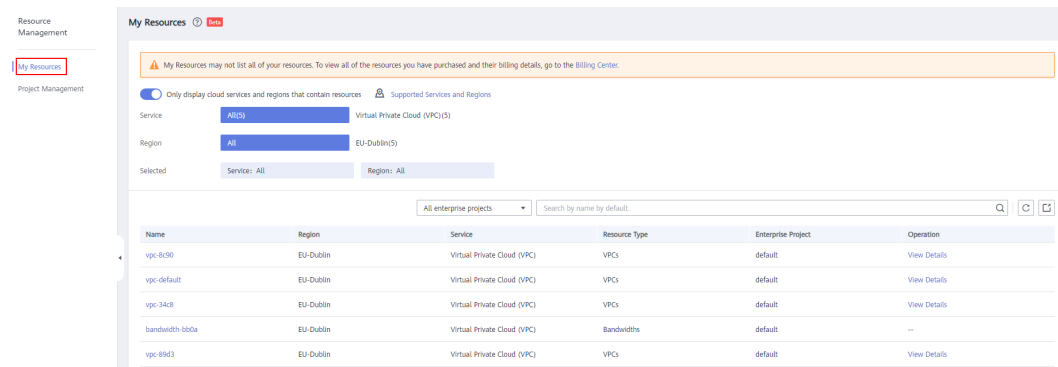 Resource
Management
My Resources
Project Management
My Resources ? Beta
My Resources may not list all of your resources. To view all of the resources you have purchased and their billing details, go to the Billing Center.
Only display cloud services and regions that contain resources Supported Services and Regions
Service All(5) Virtual Private Cloud (VPC)(5)
Region All EU-Dublin(5)
Selected Service: All Region: All
All enterprise projects Search by name by default.
Name Region Service Resource Type Enterprise Project Operation
vpc-8c90 EU-Dublin Virtual Private Cloud (VPC) VPCs default View Details
vpc-default EU-Dublin Virtual Private Cloud (VPC) VPCs default View Details
vpc-34c8 EU-Dublin Virtual Private Cloud (VPC) VPCs default View Details
bandwidth-bb0a EU-Dublin Virtual Private Cloud (VPC) Bandwidths default --
vpc-89d3 EU-Dublin Virtual Private Cloud (VPC) VPCs default View Details